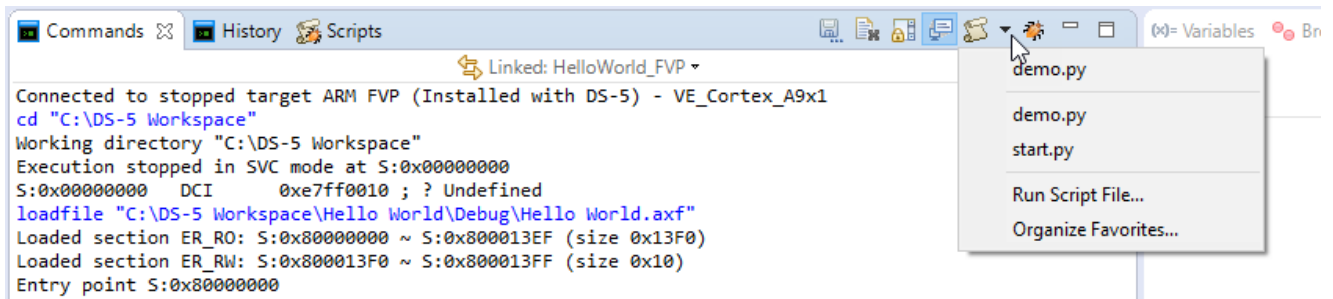 Commands History Scripts
(x)= Variables Br
Linked: HelloWorld_FVP
Connected to stopped target ARM FVP (Installed with DS-5) - VE_Cortex_A9x1
cd "C:\DS-5 Workspace"
Working directory "C:\DS-5 Workspace"
Execution stopped in SVC mode at S:0x00000000
S:0x00000000   DCI     0xe7ff0010 ; ? Undefined
loadfile "C:\DS-5 Workspace\Hello World\Debug\Hello World.axf"
Loaded section ER_RO: S:0x80000000 ~ S:0x800013EF (size 0x13F0)
Loaded section ER_RW: S:0x800013F0 ~ S:0x800013FF (size 0x10)
Entry point S:0x80000000
demo.py
demo.py
start.py
Run Script File...
Organize Favorites...